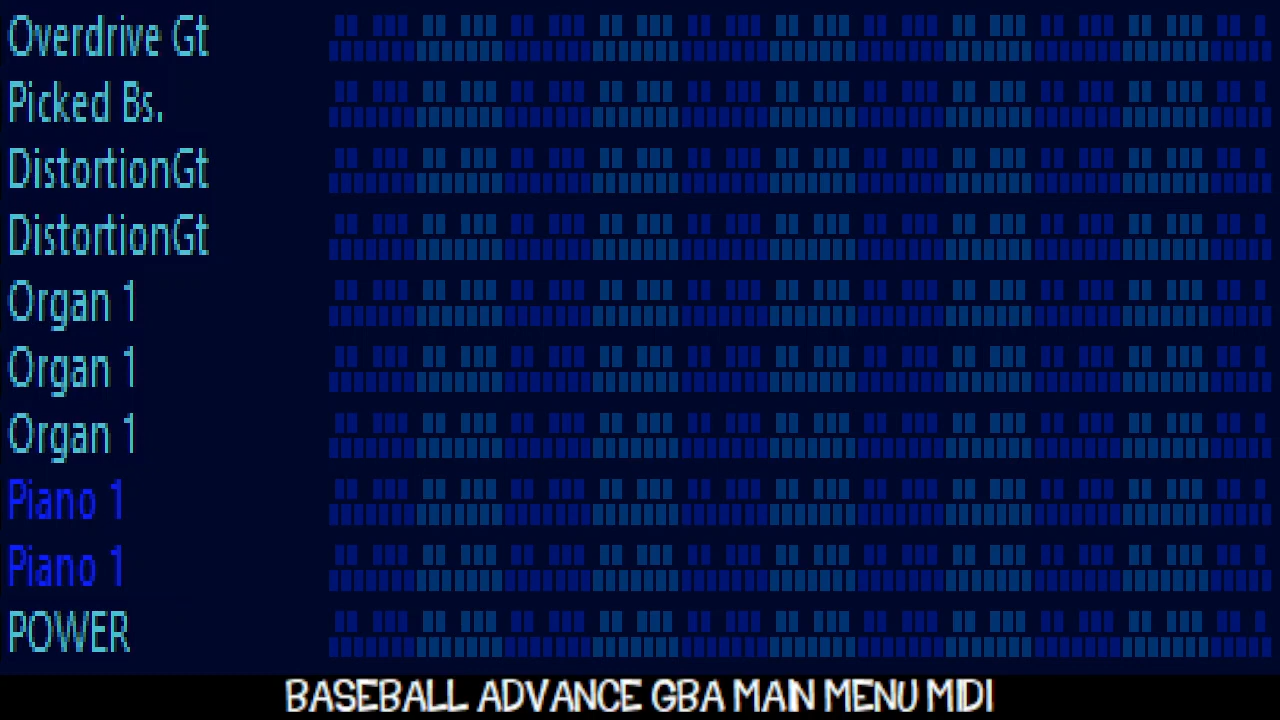 Overdrive Gt
Picked Bs.
DistortionGt
DistortionGt
Organ 1
Organ 1
Organ 1
Piano 1
Piano 1
POWER
BASEBALL ADVANCE GBA MAIN MENU MIDI